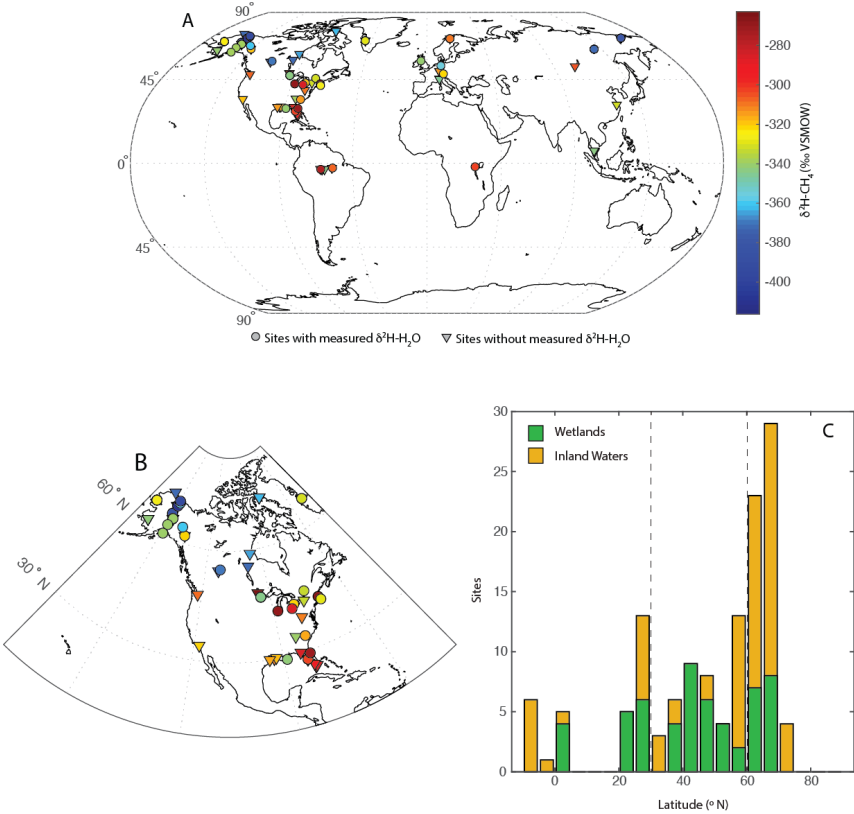 A
90°
45°
0°
45°
90°
-280
-300
-320
-340
-360
-380
-400
δ²H-CH₄ (‰ VSMOW)
Sites with measured δ²H-H₂O
Sites without measured δ²H-H₂O
B
60° N
30° N
C
Wetlands
Inland Waters
30
25
20
15
10
5
0
Sites
0 20 40 60 80
Latitude (º N)